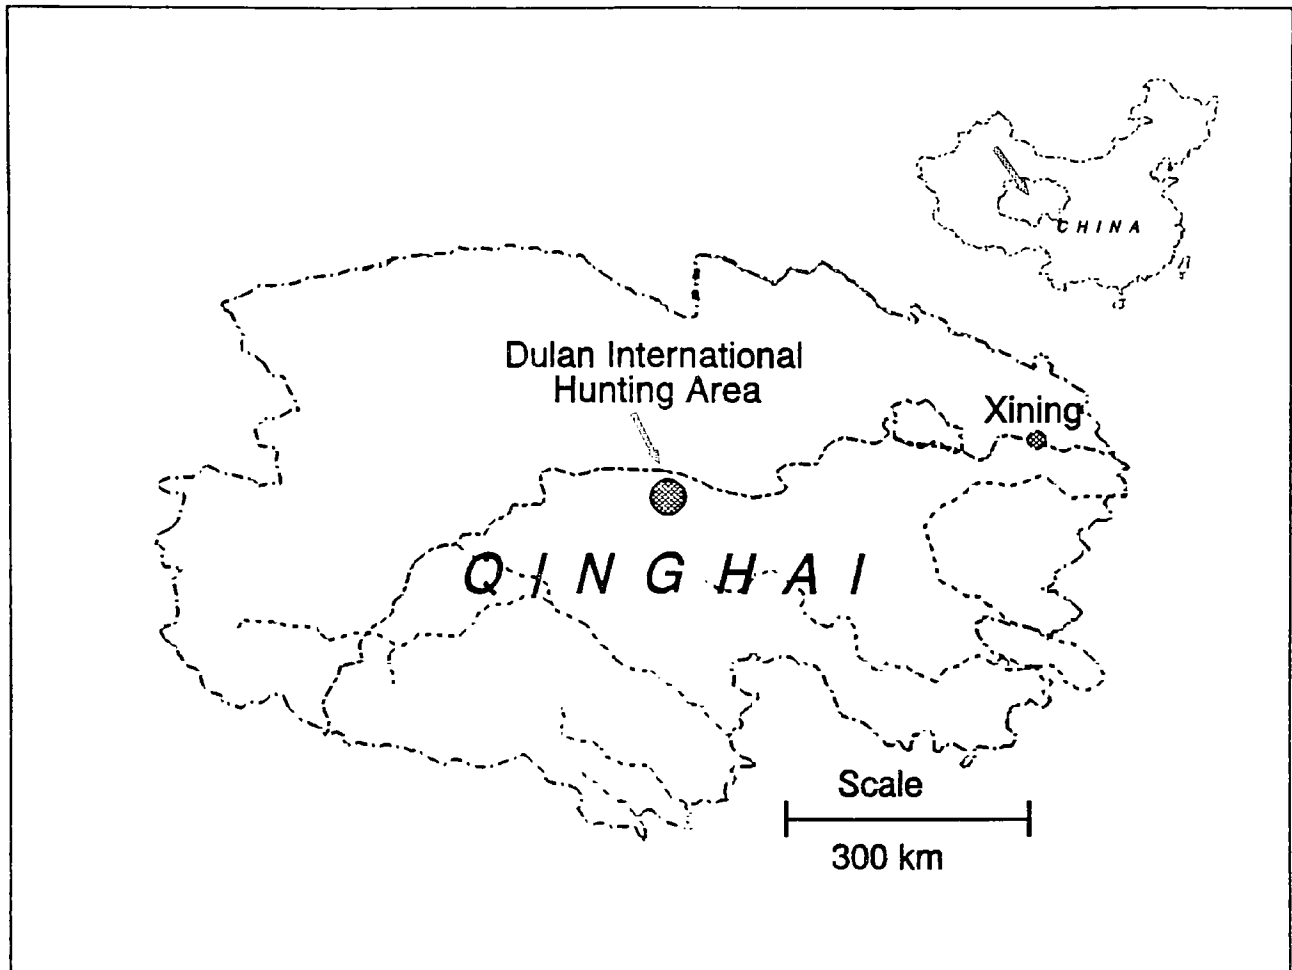 CHINA
Dulan International
Hunting Area
Xining
QINGHAI
Scale
300 km